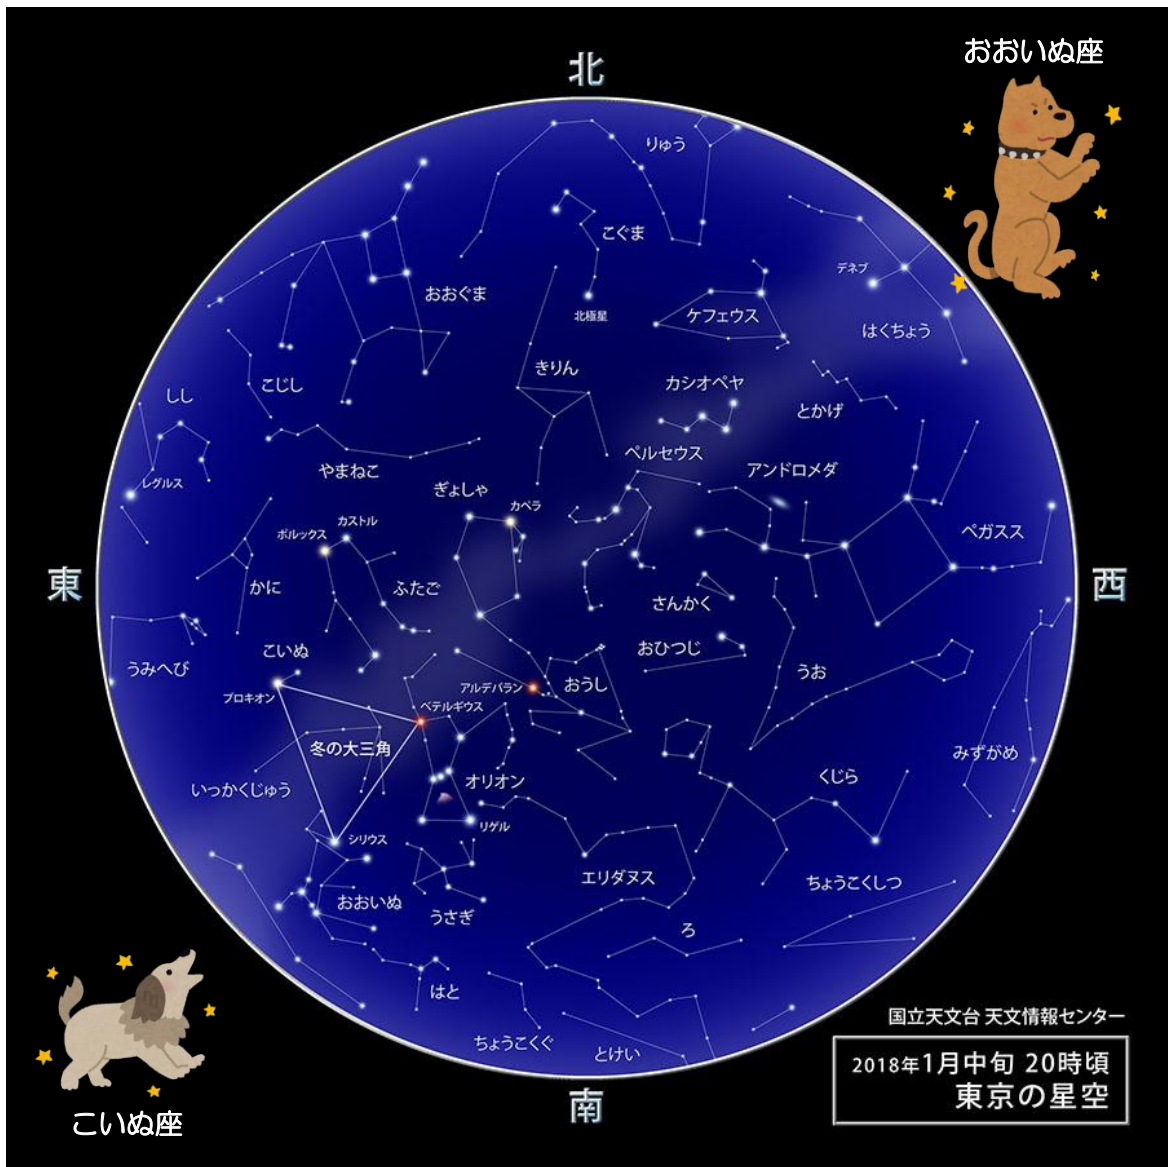 北
おおいぬ座
りゅう
こぐま
デネブ
おおぐま
北極星
ケフェウス
はくちょう
きりん
こじし
カシオペヤ
しし
とかげ
ペルセウス
やまねこ
アンドロメダ
レグルス
ぎょしゃ
カペラ
カストル
ポルックス
ペガスス
東
西
かに
ふたご
さんかく
こいぬ
おひつじ
うみへび
うお
プロキオン
アルデバラン
おうし
ベテルギウス
冬の大三角
みずがめ
いっかくじゅう
オリオン
くじら
リゲル
シリウス
エリダヌス
ちょうこくしつ
おおいぬ
うさぎ
ろ
はと
ちょうこくぐ
とけい
国立天文台 天文情報センター
2018年1月中旬 20時頃
東京の星空
南
こいぬ座